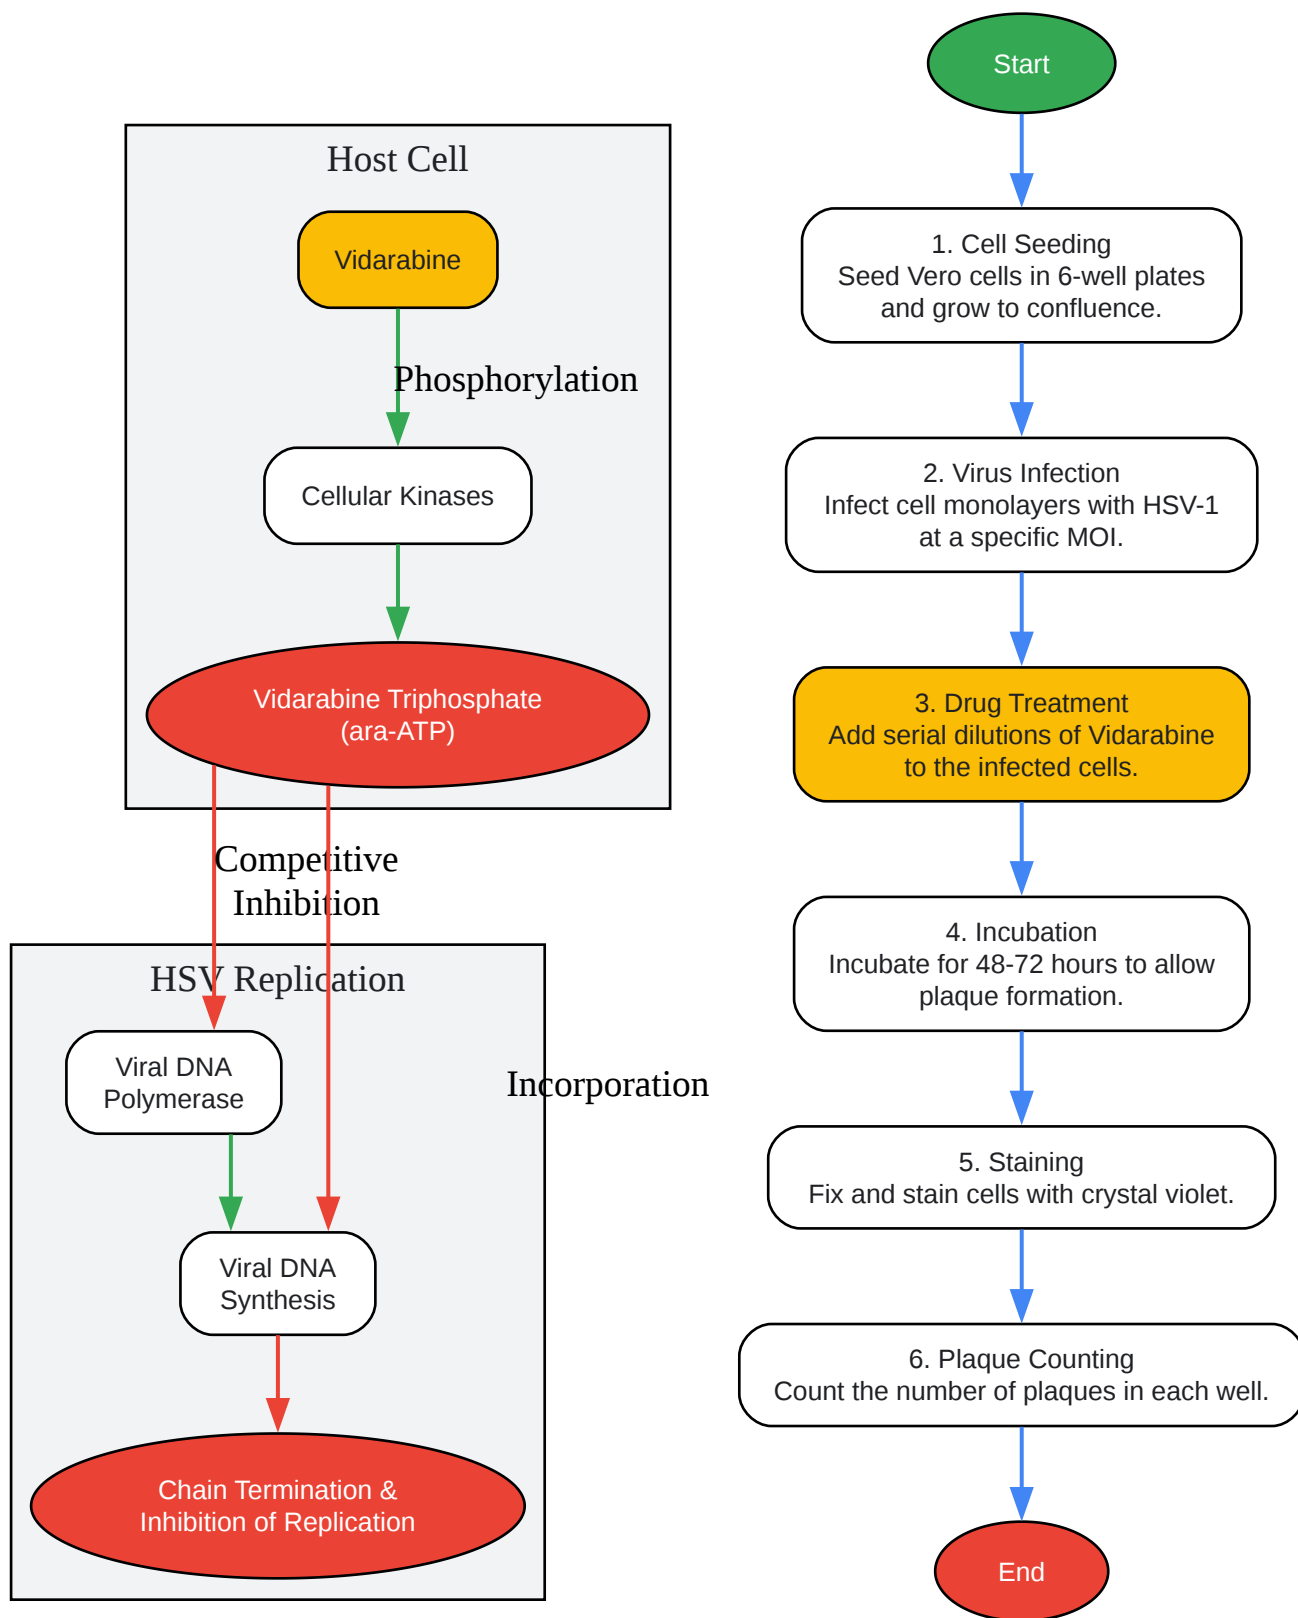 Host Cell
Vidarabine
Phosphorylation
Cellular Kinases
Vidarabine Triphosphate
(ara-ATP)
Competitive
Inhibition
HSV Replication
Viral DNA
Polymerase
Incorporation
Viral DNA
Synthesis
Chain Termination &
Inhibition of Replication
Start
1. Cell Seeding
Seed Vero cells in 6-well plates
and grow to confluence.
2. Virus Infection
Infect cell monolayers with HSV-1
at a specific MOI.
3. Drug Treatment
Add serial dilutions of Vidarabine
to the infected cells.
4. Incubation
Incubate for 48-72 hours to allow
plaque formation.
5. Staining
Fix and stain cells with crystal violet.
6. Plaque Counting
Count the number of plaques in each well.
End